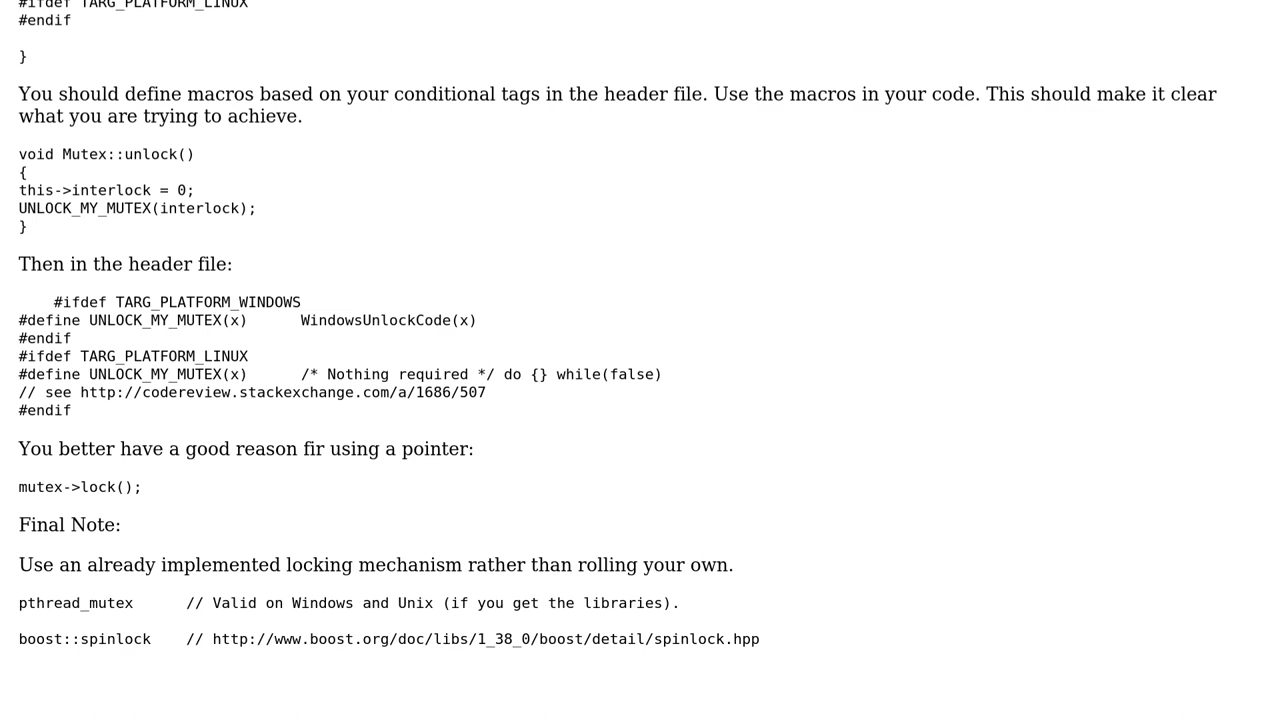 #ifdef TARG_PLATFORM_LINUX
#endif
}
You should define macros based on your conditional tags in the header file. Use the macros in your code. This should make it clear
what you are trying to achieve.
void Mutex::unlock()
{
this->interlock = 0;
UNLOCK_MY_MUTEX(interlock);
}
Then in the header file:
    #ifdef TARG_PLATFORM_WINDOWS
#define UNLOCK_MY_MUTEX(x)      WindowsUnlockCode(x)
#endif
#ifdef TARG_PLATFORM_LINUX
#define UNLOCK_MY_MUTEX(x)      /* Nothing required */ do {} while(false)
// see http://codereview.stackexchange.com/a/1686/507
#endif
You better have a good reason fir using a pointer:
mutex->lock();
Final Note:
Use an already implemented locking mechanism rather than rolling your own.
pthread_mutex      // Valid on Windows and Unix (if you get the libraries).
boost::spinlock    // http://www.boost.org/doc/libs/1_38_0/boost/detail/spinlock.hpp